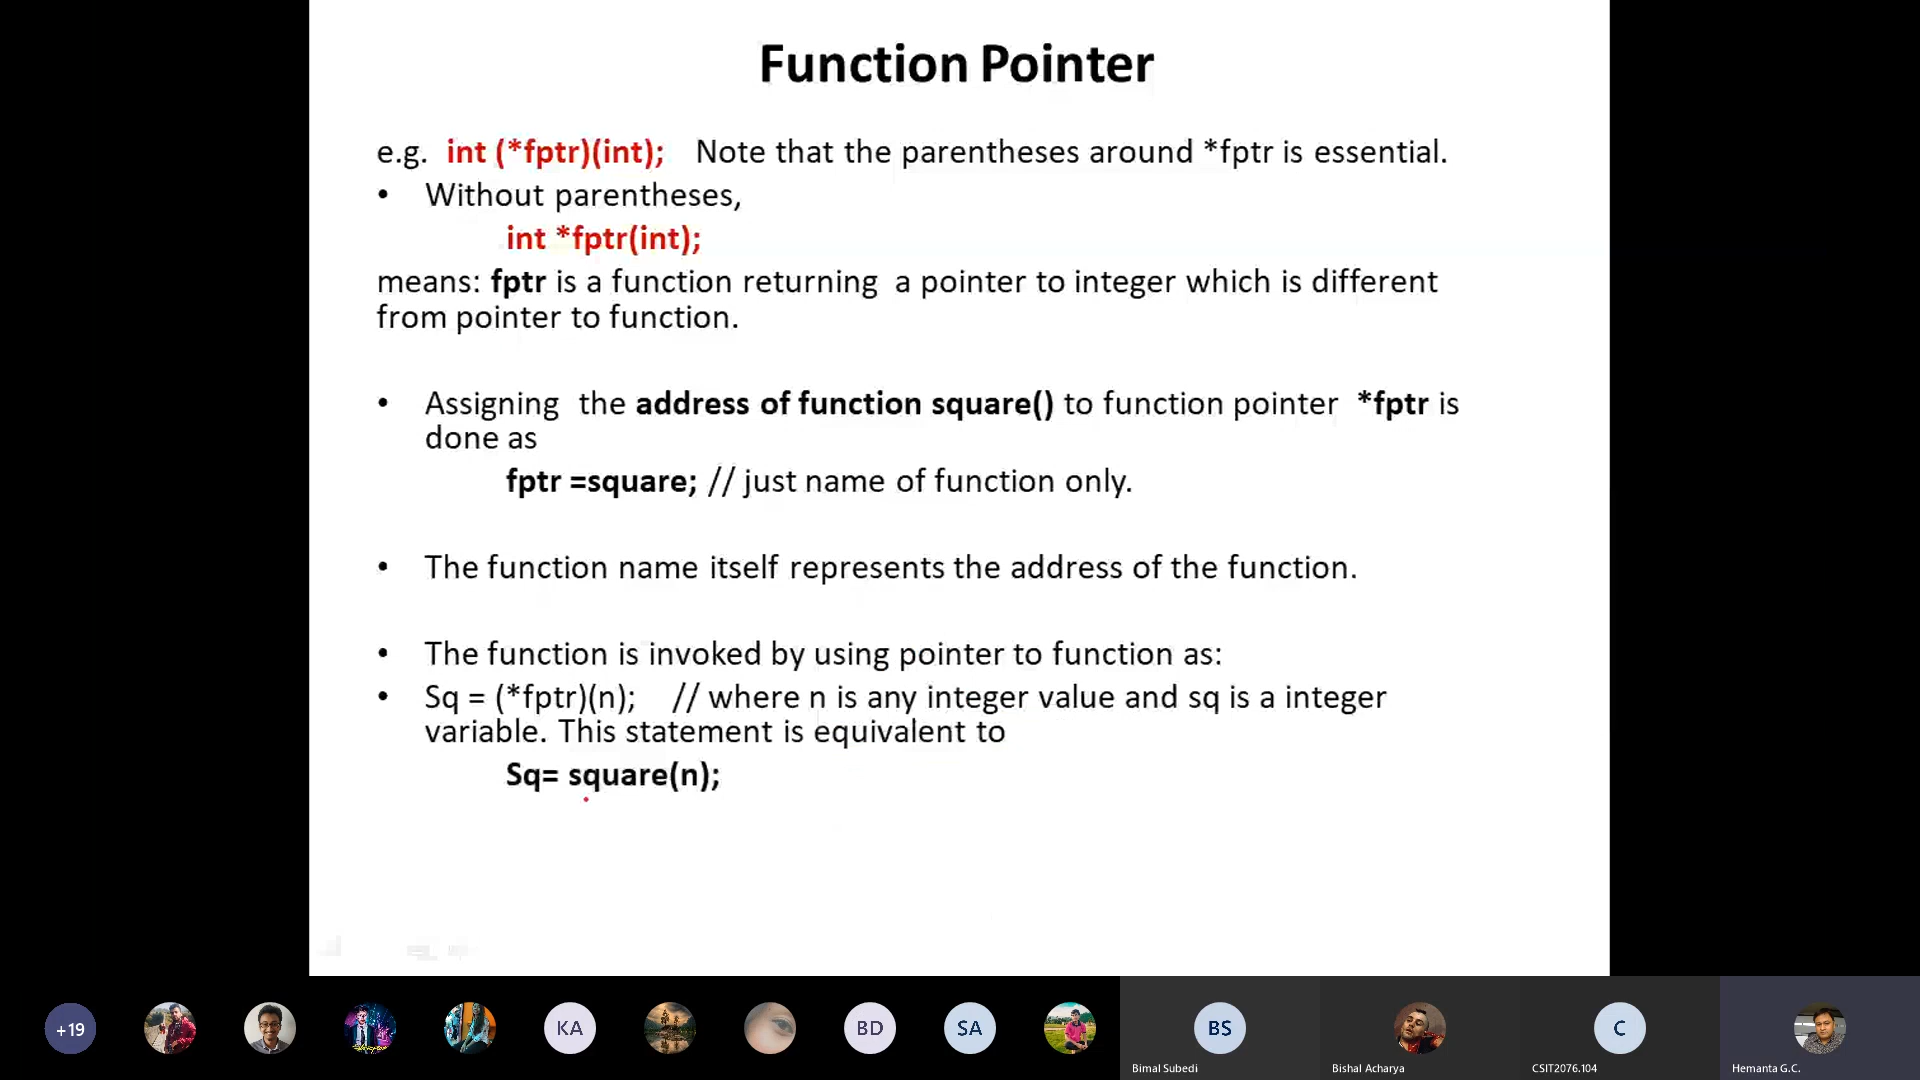 Function Pointer
e.g. int (*fptr)(int); Note that the parentheses around *fptr is essential.
• Without parentheses,
int *fptr(int);
means: fptr is a function returning a pointer to integer which is different
from pointer to function.
• Assigning the address of function square() to function pointer *fptr is
done as
fptr =square; // just name of function only.
• The function name itself represents the address of the function.
• The function is invoked by using pointer to function as:
• Sq = (*fptr)(n); // where n is any integer value and sq is a integer
variable. This statement is equivalent to
Sq= square(n);
+19
KA
BD
SA
BS
C
Bimal Subedi
Bishal Acharya
CSIT2076.104
Hemanta G.C.